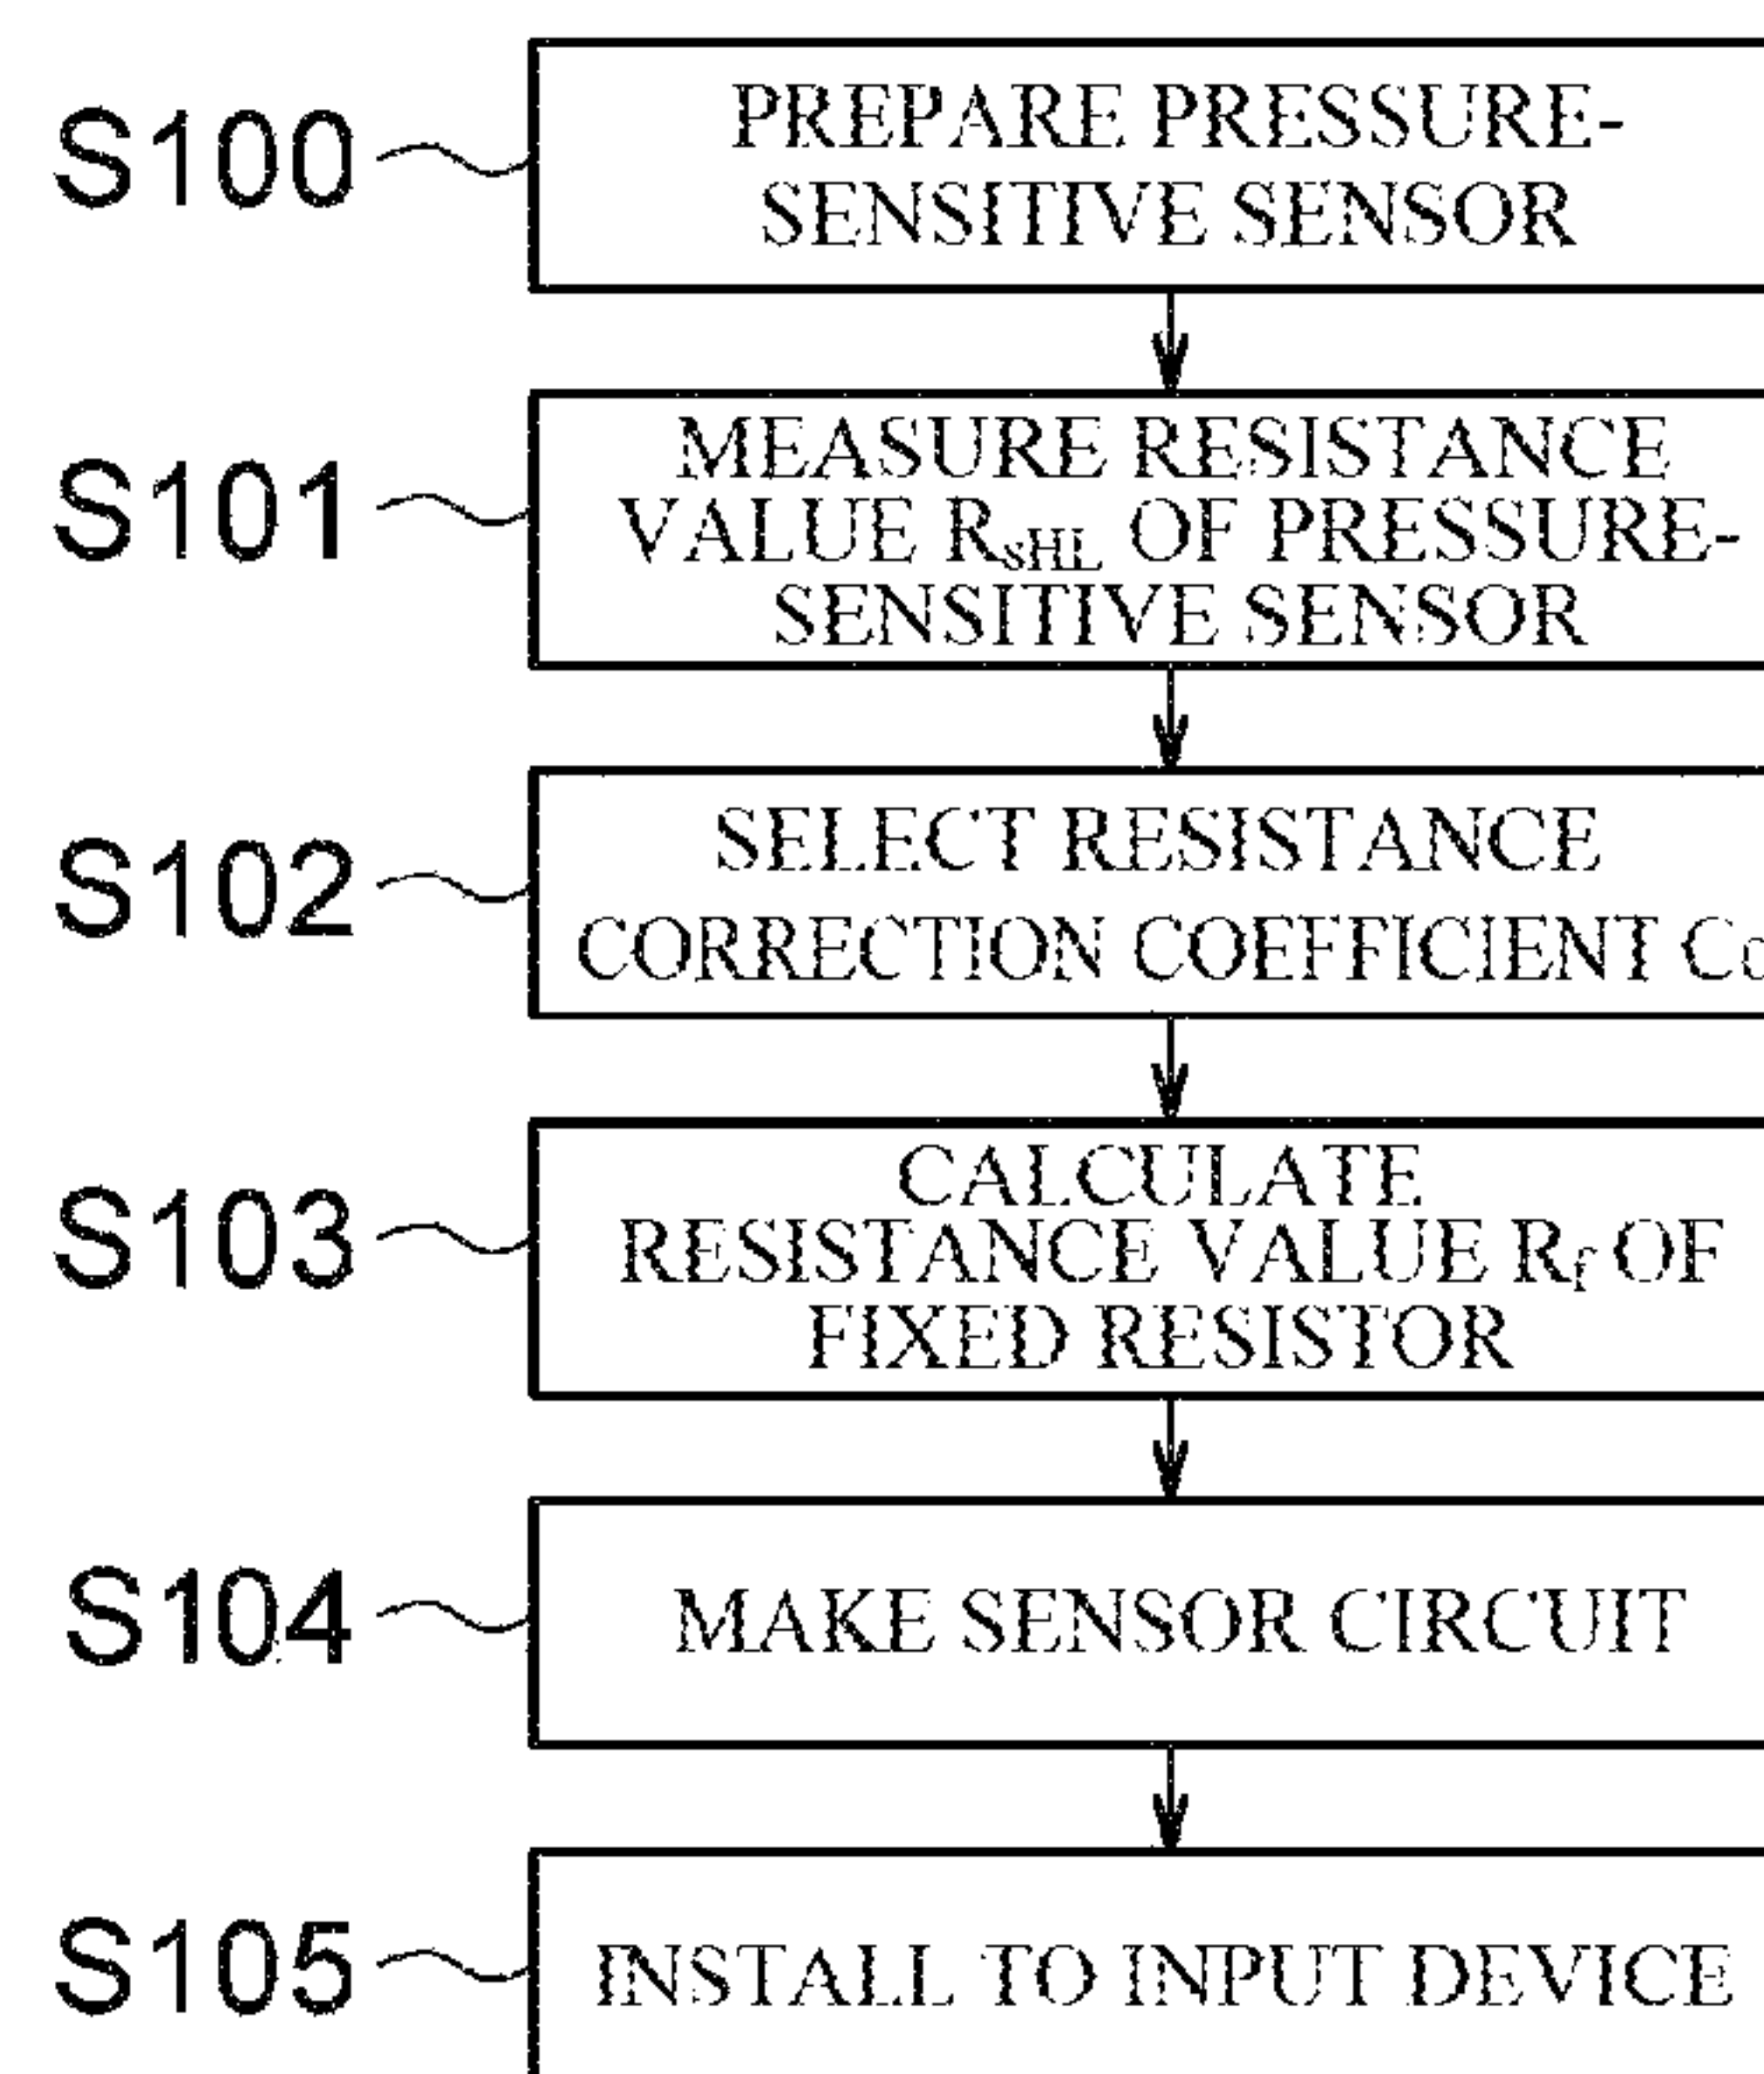 S100
PREPARE PRESSURE-
SENSITIVE SENSOR
S101
MEASURE RESISTANCE
VALUE RsHL OF PRESSURE-
SENSITIVE SENSOR
S102
SELECT RESISTANCE
CORRECTION COEFFICIENT
S103
CALCULATE
RESISTANCE VALUE Rf OF
FIXED RESISTOR
S104
MAKE SENSOR CIRCUIT
S105
INSTALL TO INPUT DEVICE